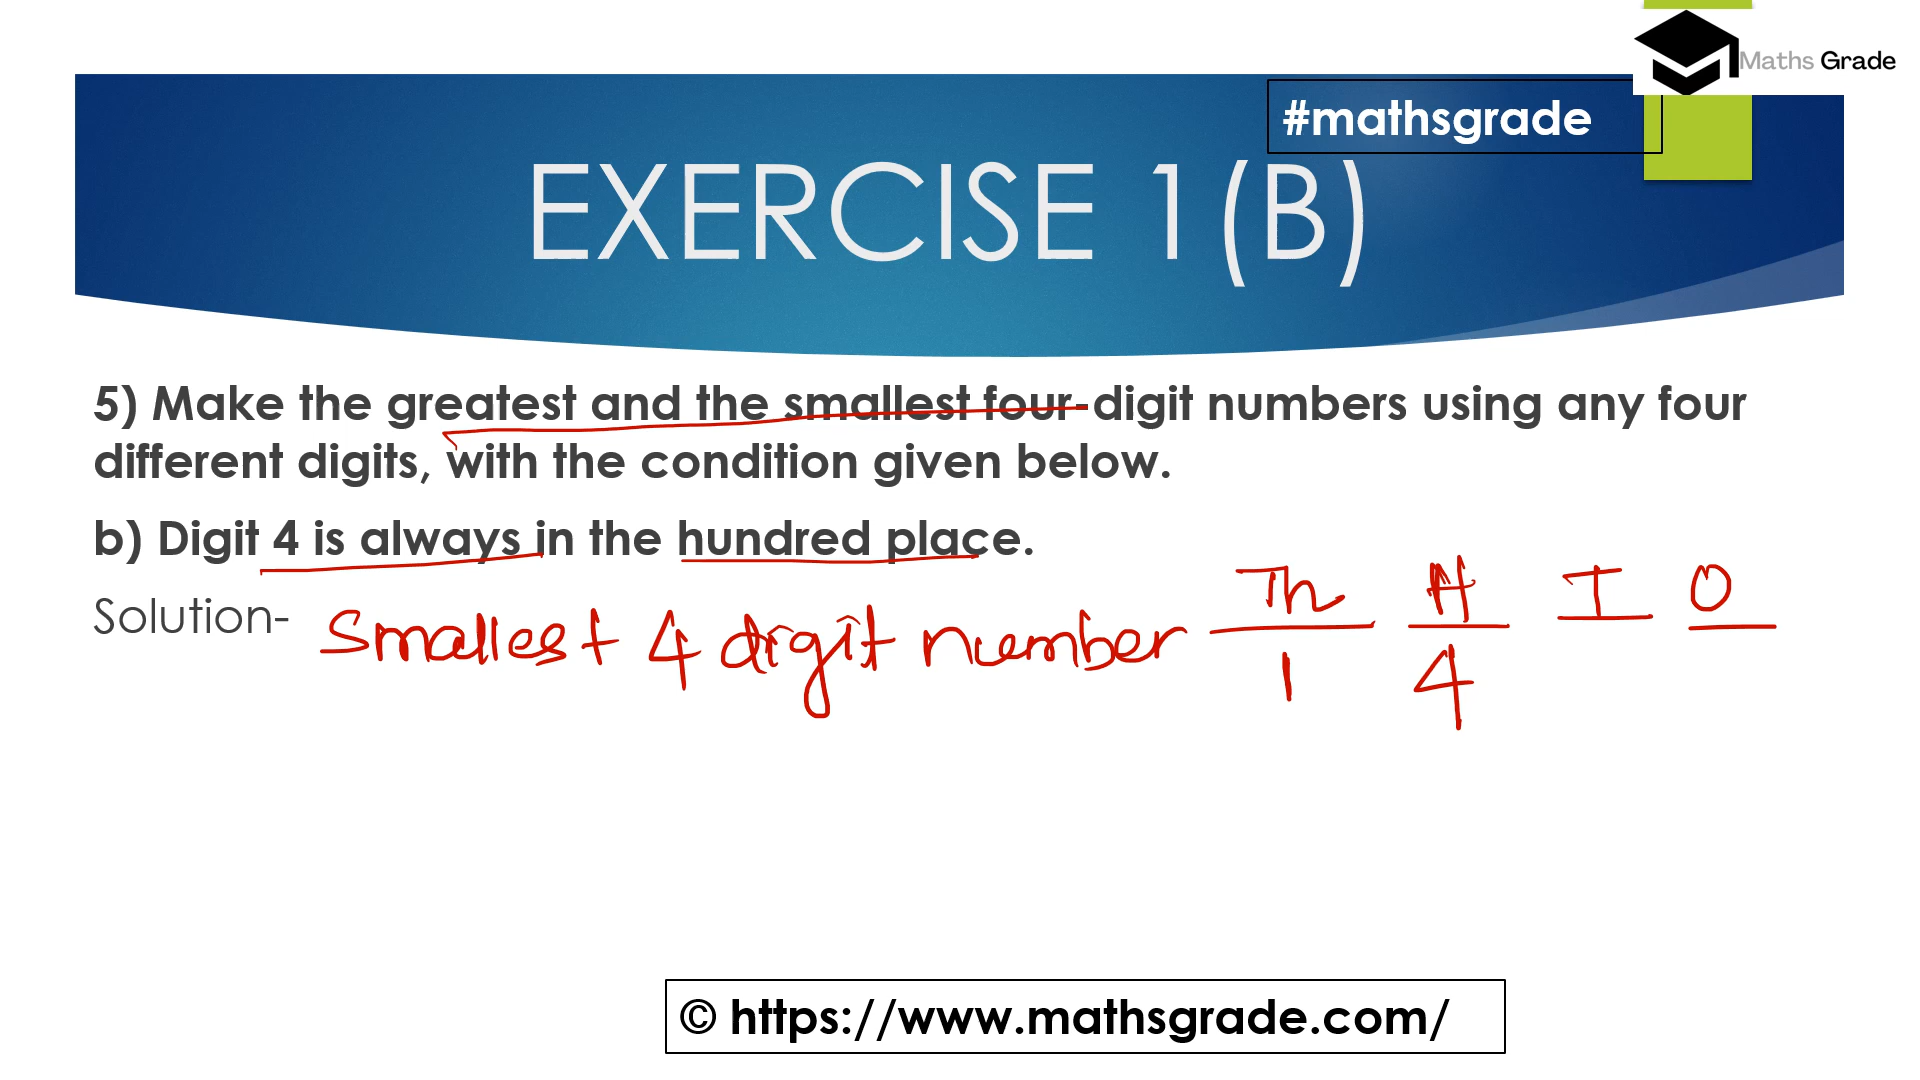 Maths Grade
#mathsgrade
EXERCISE 1(B)
5) Make the greatest and the smallest four-digit numbers using any four
different digits, with the condition given below.
b) Digit 4 is always in the hundred place.
Solution-
Smallest 4 digit number
Th H T O
1 4
© https://www.mathsgrade.com/